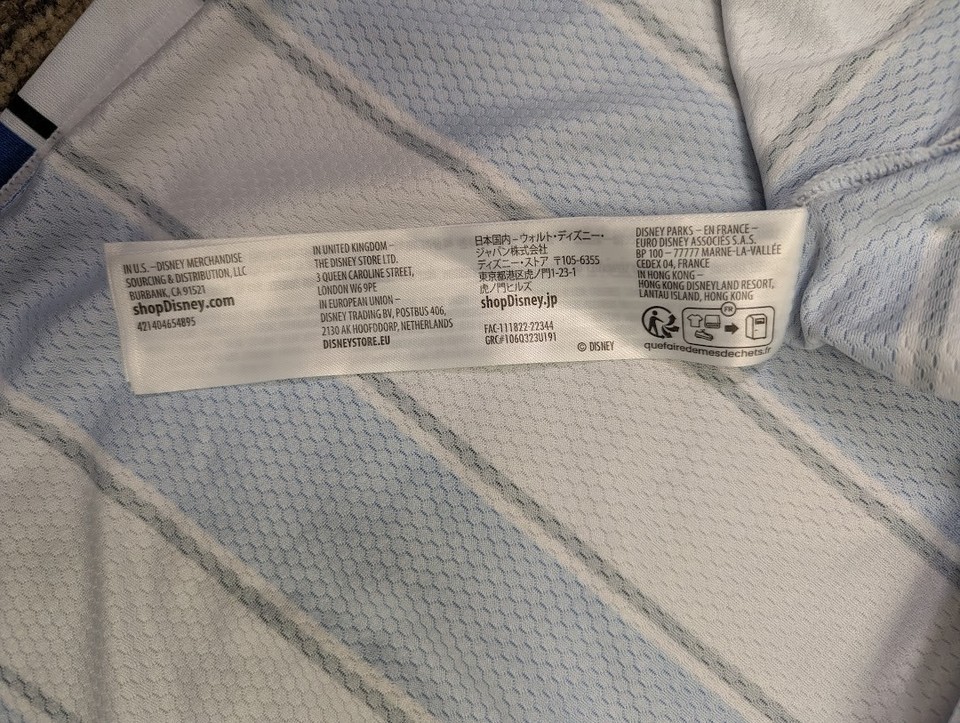 IN U.S. –DISNEY MERCHANDISE
SOURCING & DISTRIBUTION, LLC
BURBANK, CA 91521
shopDisney.com
421404654895
IN UNITED KINGDOM –
THE DISNEY STORE LTD.
3 QUEEN CAROLINE STREET,
LONDON W6 9PE
IN EUROPEAN UNION –
DISNEY TRADING BV, POSTBUS 406,
2130 AK HOOFDDORP, NETHERLANDS
DISNEYSTORE.EU
日本国内 – ウォルト・ディズニー・
ジャパン株式会社
ディズニー・ストア 〒105-6355
東京都港区虎ノ門1-23-1
虎ノ門ヒルズ
shopDisney.jp
FAC-111822-22344
GRC#1060323U191
© DISNEY
DISNEY PARKS – EN FRANCE –
EURO DISNEY ASSOCIÉS S.A.S.
BP 100 – 77777 MARNE-LA-VALLÉE
CEDEX 04, FRANCE
IN HONG KONG –
HONG KONG DISNEYLAND RESORT,
LANTAU ISLAND, HONG KONG
FR
quefairedemesdechets.fr